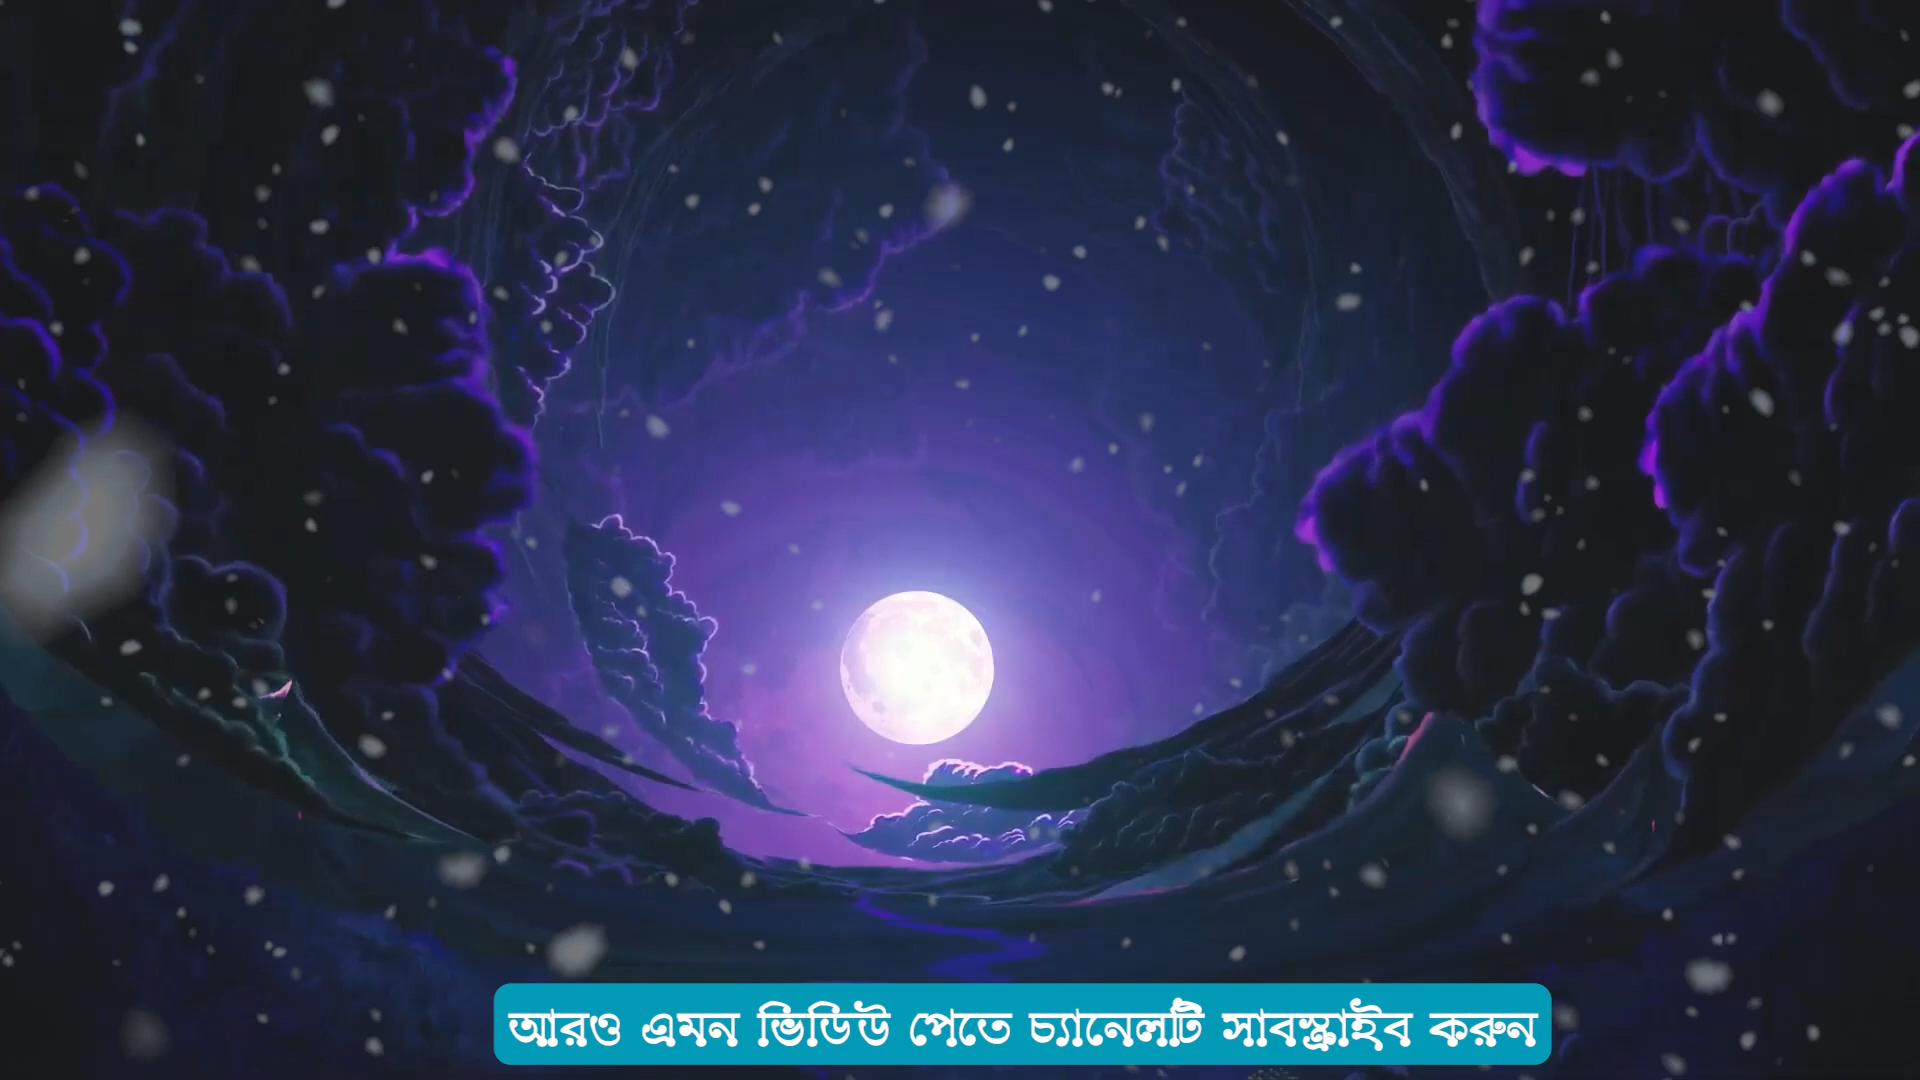 আরও এমন ভিডিউ পেতে চ্যানেলটি সাবস্ক্রাইব করুন